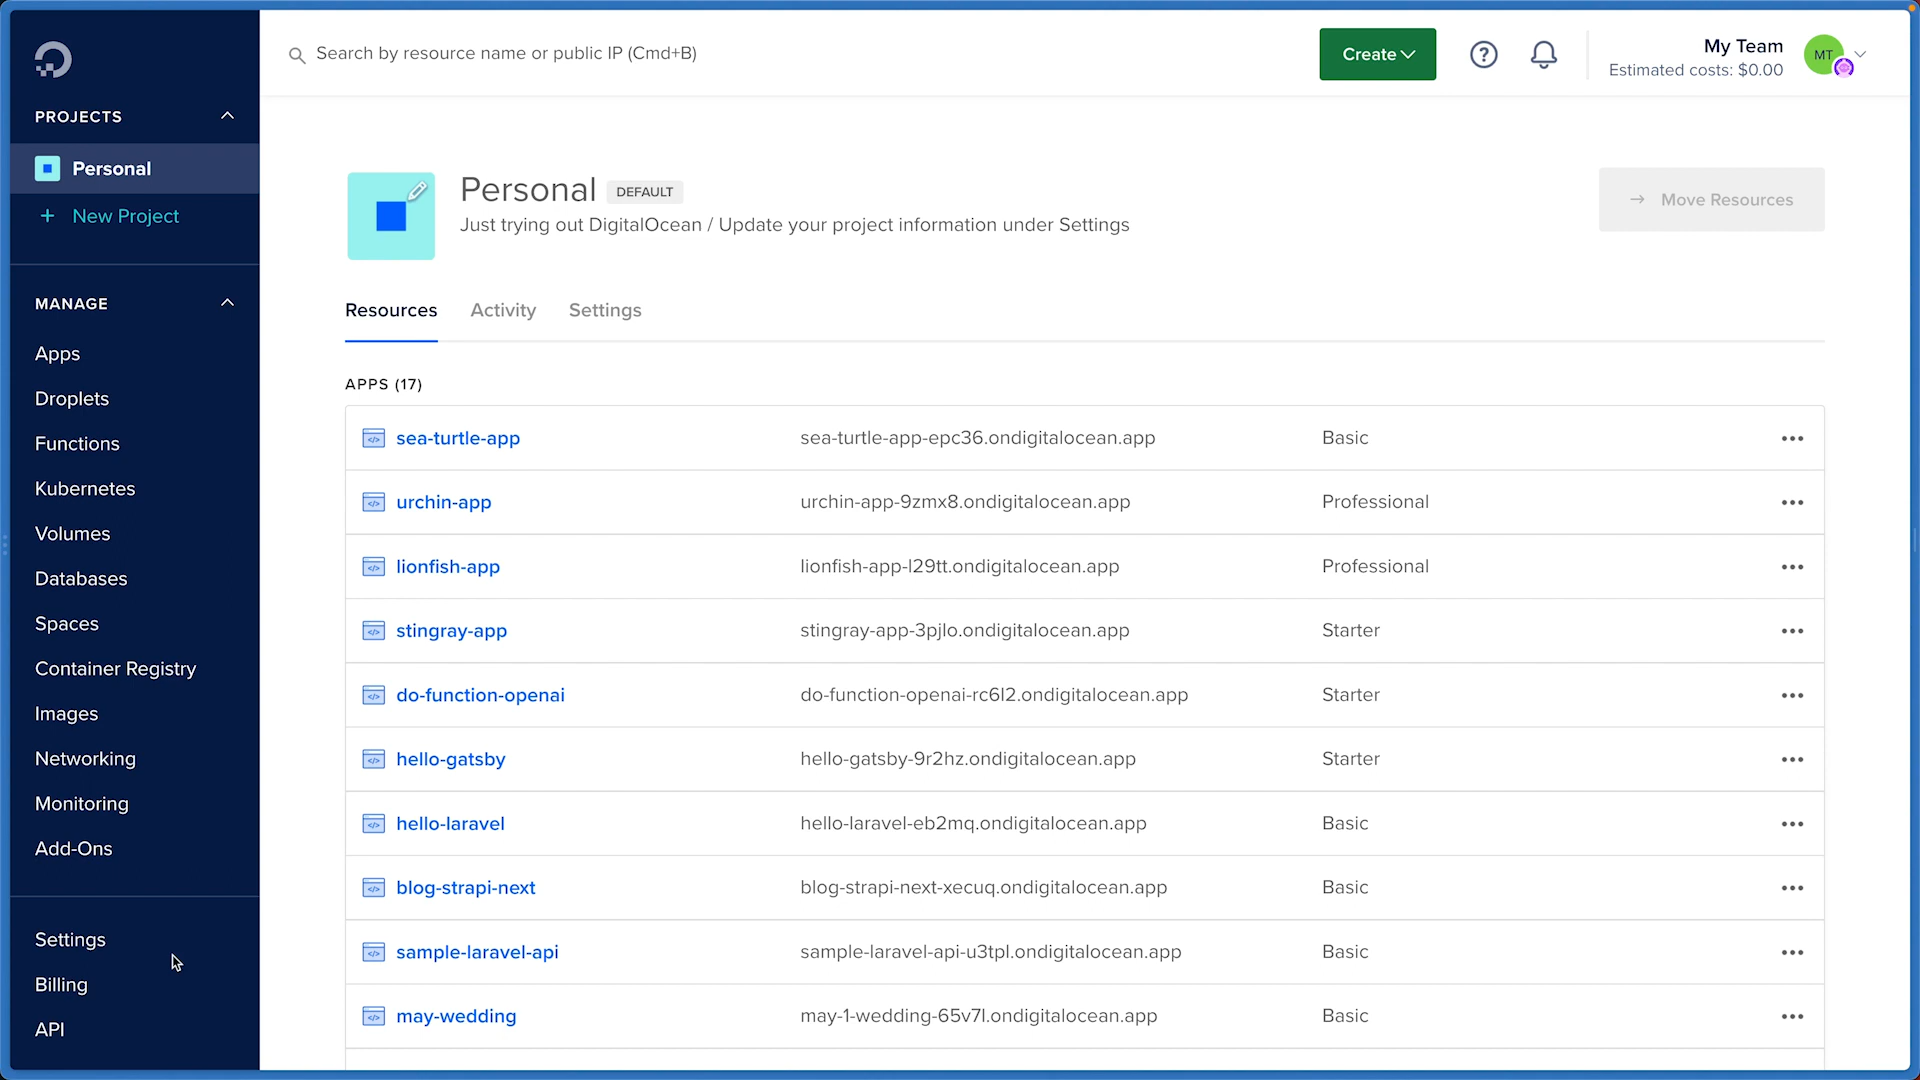 Search by resource name or public IP (Cmd+B)
Create
My Team
Estimated costs: $0.00
MT
PROJECTS
Personal
New Project
MANAGE
Apps
Droplets
Functions
Kubernetes
Volumes
Databases
Spaces
Container Registry
Images
Networking
Monitoring
Add-Ons
Settings
Billing
API
Personal DEFAULT
Just trying out DigitalOcean / Update your project information under Settings
Move Resources
Resources Activity Settings
APPS (17)
sea-turtle-app sea-turtle-app-epc36.ondigitalocean.app Basic
urchin-app urchin-app-9zmx8.ondigitalocean.app Professional
lionfish-app lionfish-app-l29tt.ondigitalocean.app Professional
stingray-app stingray-app-3pjlo.ondigitalocean.app Starter
do-function-openai do-function-openai-rc6l2.ondigitalocean.app Starter
hello-gatsby hello-gatsby-9r2hz.ondigitalocean.app Starter
hello-laravel hello-laravel-eb2mq.ondigitalocean.app Basic
blog-strapi-next blog-strapi-next-xecuq.ondigitalocean.app Basic
sample-laravel-api sample-laravel-api-u3tpl.ondigitalocean.app Basic
may-wedding may-1-wedding-65v7l.ondigitalocean.app Basic